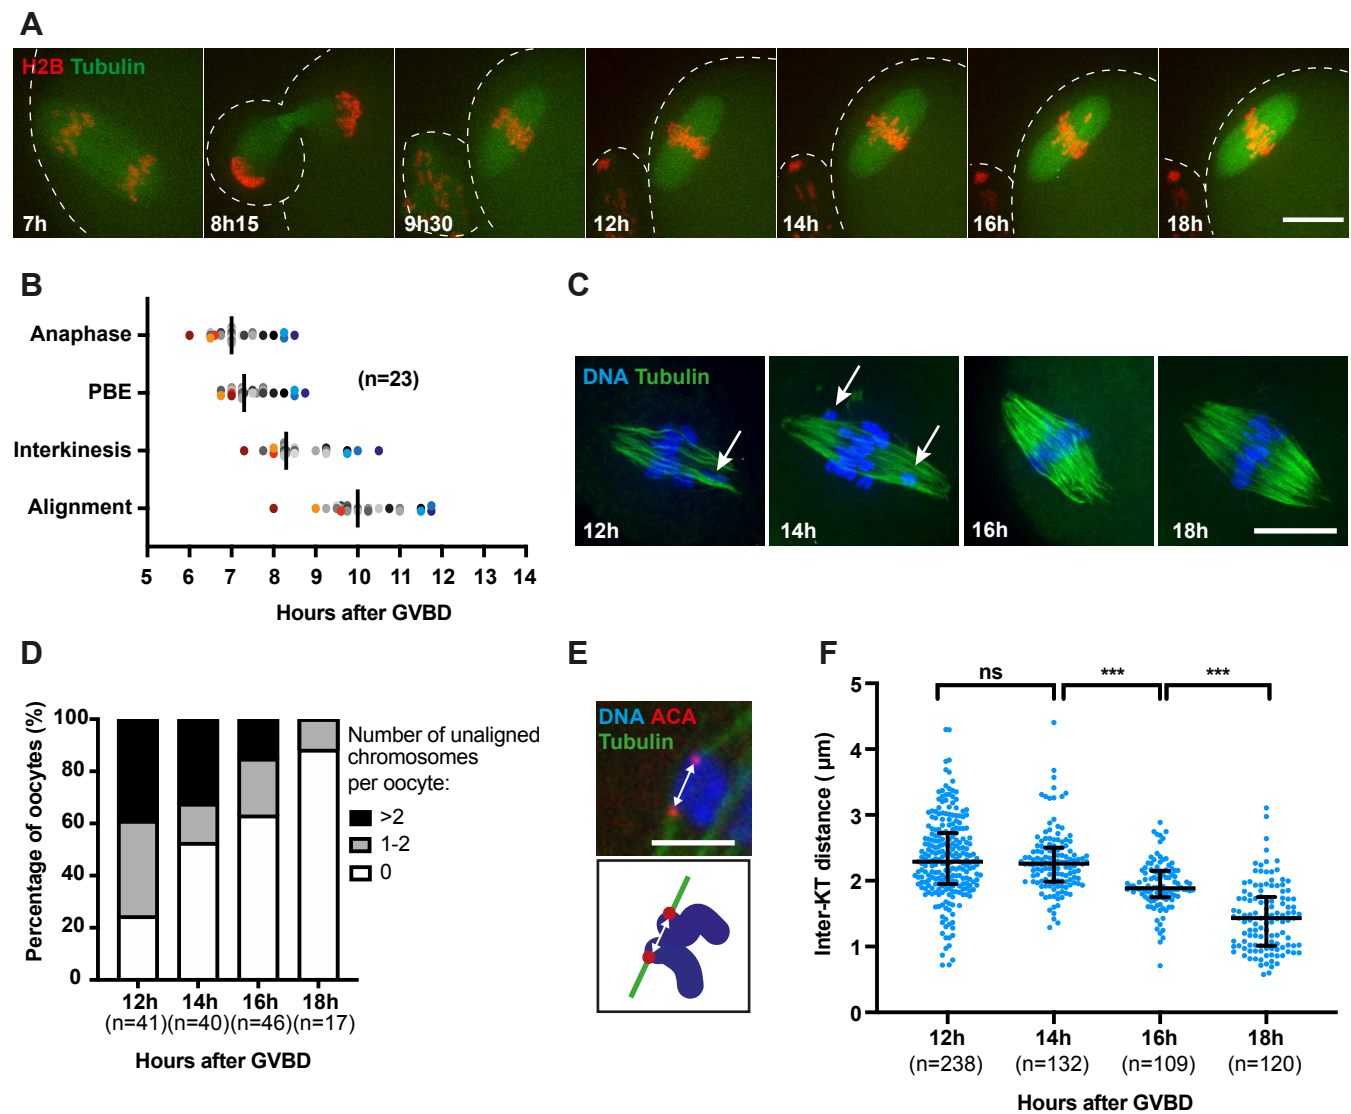 A
H2B Tubulin
7h
8h15
9h30
12h
14h
16h
18h
B
Anaphase
PBE
Interkinesis
Alignment
(n=23)
5 6 7 8 9 10 11 12 13 14
Hours after GVBD
C
DNA Tubulin
12h
14h
16h
18h
D
Percentage of oocytes (%)
100
80
60
40
20
0
12h 14h 16h 18h
(n=41)(n=40)(n=46)(n=17)
Hours after GVBD
Number of unaligned
chromosomes
per oocyte:
>2
1-2
0
E
DNA ACA
Tubulin
F
Inter-KT distance ( µm)
5
4
3
2
1
0
ns *** ***
12h 14h 16h 18h
(n=238) (n=132) (n=109) (n=120)
Hours after GVBD